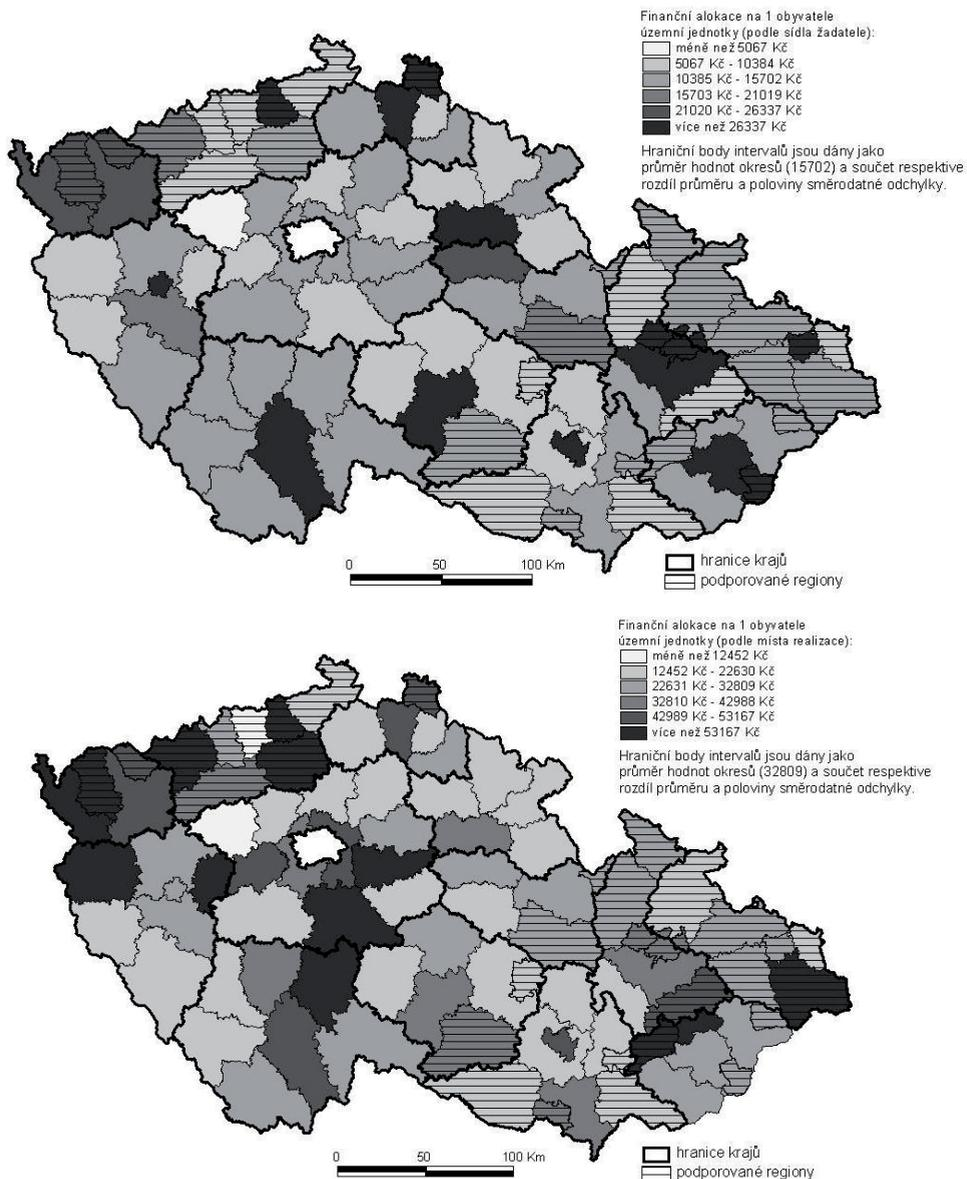 Finanční alokace na 1 obyvatele
územní jednotky (podle sídla žadatele):
méně než 5067 Kč
5067 Kč - 10384 Kč
10385 Kč - 15702 Kč
15703 Kč - 21019 Kč
21020 Kč - 26337 Kč
více než 26337 Kč
Hraniční body intervalů jsou dány jako
průměr hodnot okresů (15702) a součet respektive
rozdíl průměru a poloviny směrodatné odchylky.
0 50 100 Km
hranice krajů
podporované regiony
Finanční alokace na 1 obyvatele
územní jednotky (podle místa realizace):
méně než 12452 Kč
12452 Kč - 22630 Kč
22631 Kč - 32809 Kč
32810 Kč - 42988 Kč
42989 Kč - 53167 Kč
více než 53167 Kč
Hraniční body intervalů jsou dány jako
průměr hodnot okresů (32809) a součet respektive
rozdíl průměru a poloviny směrodatné odchylky.
0 50 100 Km
hranice krajů
podporované regiony